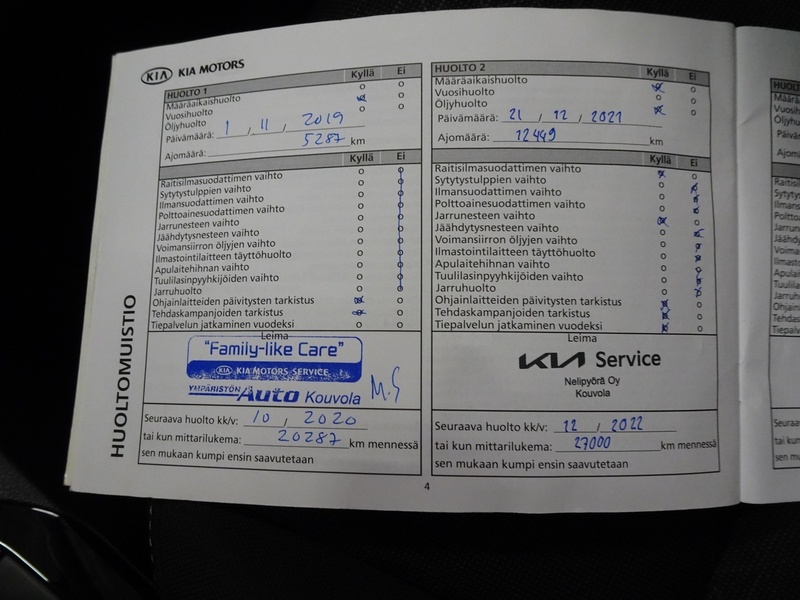 KIA KIA MOTORS
HUOLTO 1 Kyllä Ei
Määräaikaishuolto
Vuosihuolto
Öljyhuolto
Päivämäärä: 1 , 11 , 2019
Ajomäärä: 5287 km
Kyllä Ei
Raitisilmasuodattimen vaihto
Sytytystulppien vaihto
Ilmansuodattimen vaihto
Polttoainesuodattimen vaihto
Jarrunesteen vaihto
Jäähdytysnesteen vaihto
Voimansiirron öljyjen vaihto
Ilmastointilaitteen täyttöhuolto
Apulaitehihnan vaihto
Tuulilasinpyyhkijöiden vaihto
Jarruhuolto
Ohjainlaitteiden päivitysten tarkistus
Tehdaskampanjoiden tarkistus
Tiepalvelun jatkaminen vuodeksi
Leima
"Family-like Care"
KIA KIA MOTORS SERVICE
YMPÄRISTÖN
Auto Kouvola
M.S
Seuraava huolto kk/v: 10 , 2020
tai kun mittarilukema: 20287 km mennessä
sen mukaan kumpi ensin saavutetaan
HUOLTO 2 Kyllä Ei
Määräaikaishuolto
Vuosihuolto
Öljyhuolto
Päivämäärä: 21 , 12 , 2021
Ajomäärä: 12449 km
Kyllä Ei
Raitisilmasuodattimen vaihto
Sytytystulppien vaihto
Ilmansuodattimen vaihto
Polttoainesuodattimen vaihto
Jarrunesteen vaihto
Jäähdytysnesteen vaihto
Voimansiirron öljyjen vaihto
Ilmastointilaitteen täyttöhuolto
Apulaitehihnan vaihto
Tuulilasinpyyhkijöiden vaihto
Jarruhuolto
Ohjainlaitteiden päivitysten tarkistus
Tehdaskampanjoiden tarkistus
Tiepalvelun jatkaminen vuodeksi
Leima
KIA Service
Nelipyörä Oy
Kouvola
Seuraava huolto kk/v: 12 , 2022
tai kun mittarilukema: 27000 km mennessä
sen mukaan kumpi ensin saavutetaan
HUOLTOMUISTIO
4